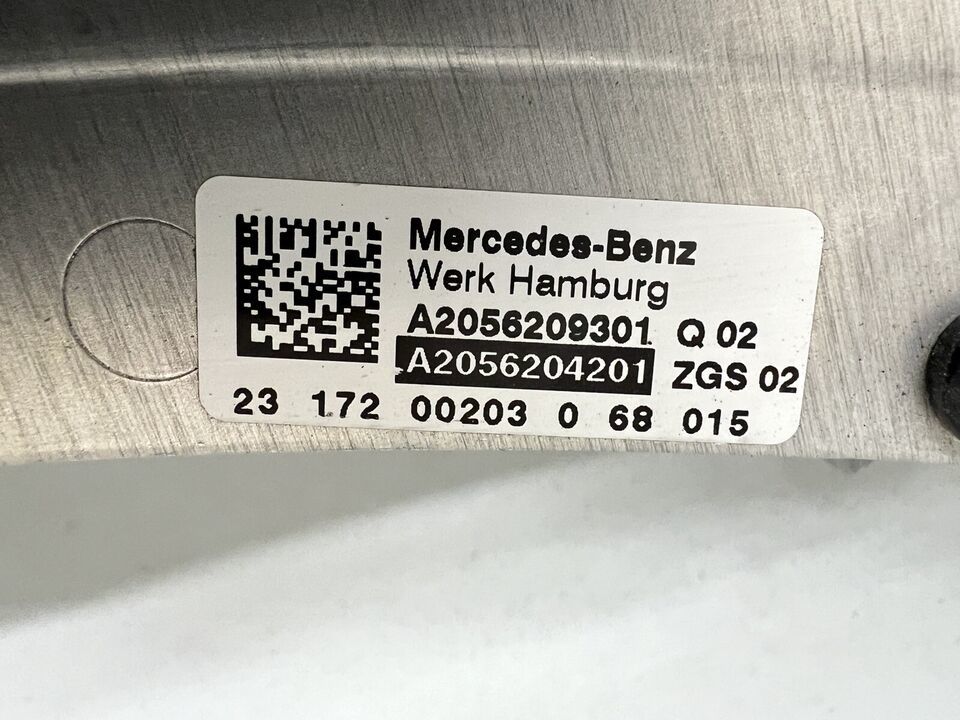 Mercedes-Benz
Werk Hamburg
A2056209301 Q 02
A2056204201 ZGS 02
23 172 00203 0 68 015